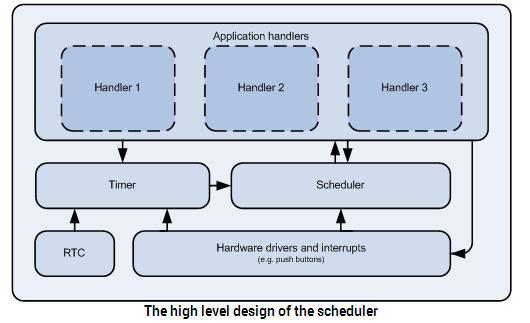 Application handlers
Handler 1
Handler 2
Handler 3
Timer
Scheduler
RTC
Hardware drivers and interrupts
(e.g. push buttons)
The high level design of the scheduler